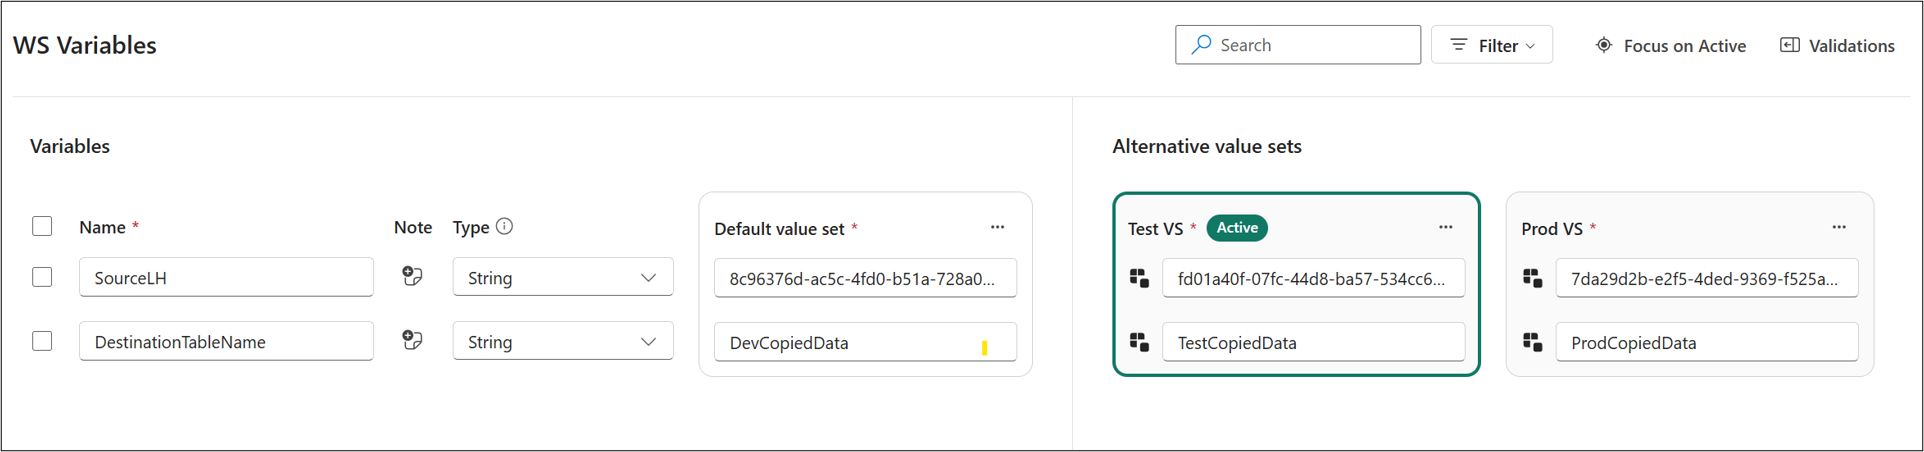 WS Variables
Search
Filter
Focus on Active
Validations
Variables
Alternative value sets
Name *
Note
Type
Default value set *
...
Test VS *
Active
...
Prod VS *
...
SourceLH
String
8c96376d-ac5c-4fd0-b51a-728a0...
fd01a40f-07fc-44d8-ba57-534cc6...
7da29d2b-e2f5-4ded-9369-f525a...
DestinationTableName
String
DevCopiedData
TestCopiedData
ProdCopiedData